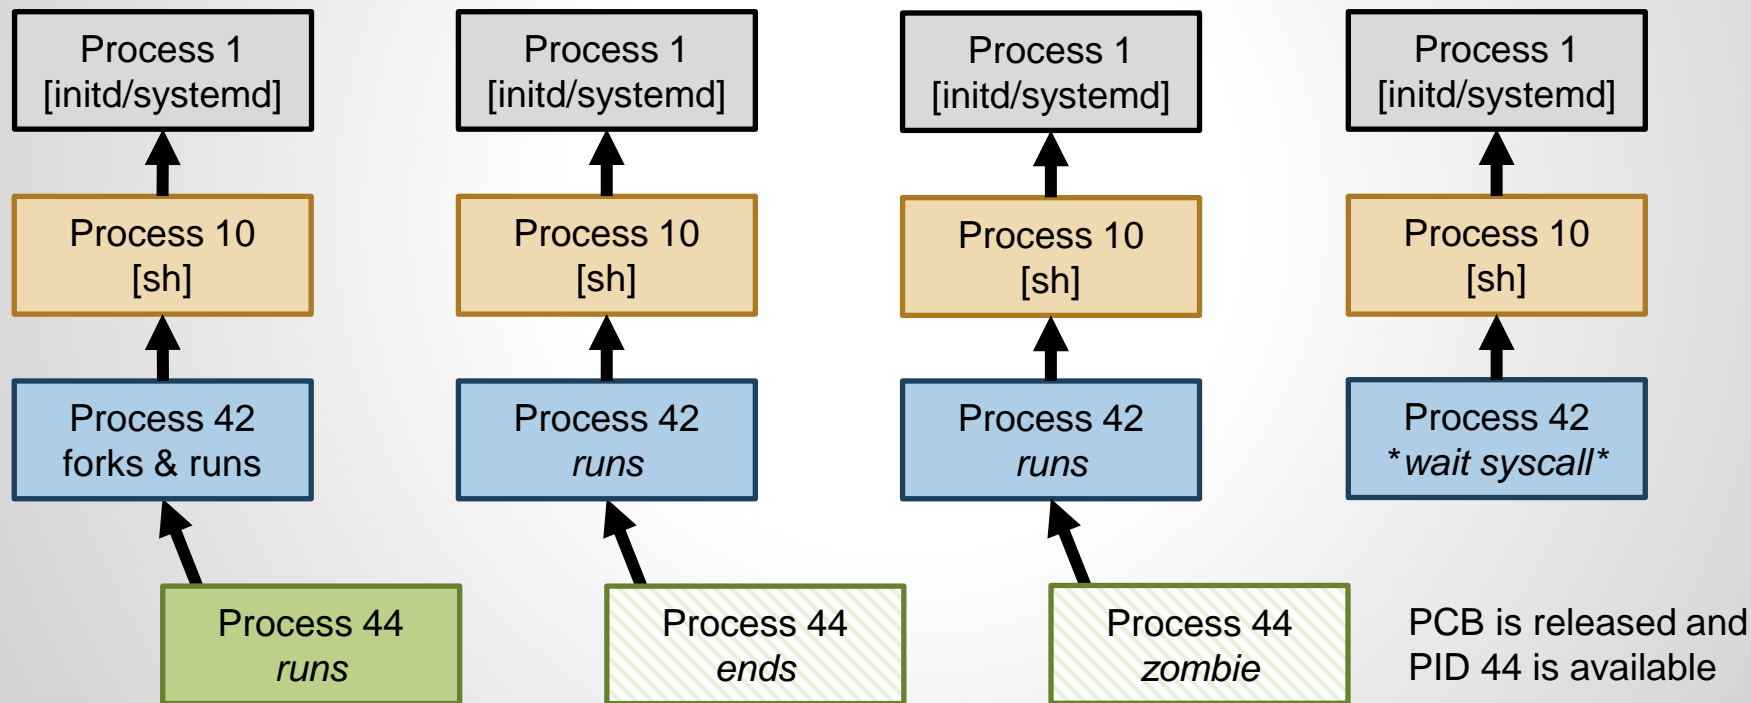 Process 1
[initd/systemd]
Process 10
[sh]
Process 42
forks & runs
Process 44
runs
Process 1
[initd/systemd]
Process 10
[sh]
Process 42
runs
Process 44
ends
Process 1
[initd/systemd]
Process 10
[sh]
Process 42
runs
Process 44
zombie
Process 1
[initd/systemd]
Process 10
[sh]
Process 42
*wait syscall*
PCB is released and
PID 44 is available